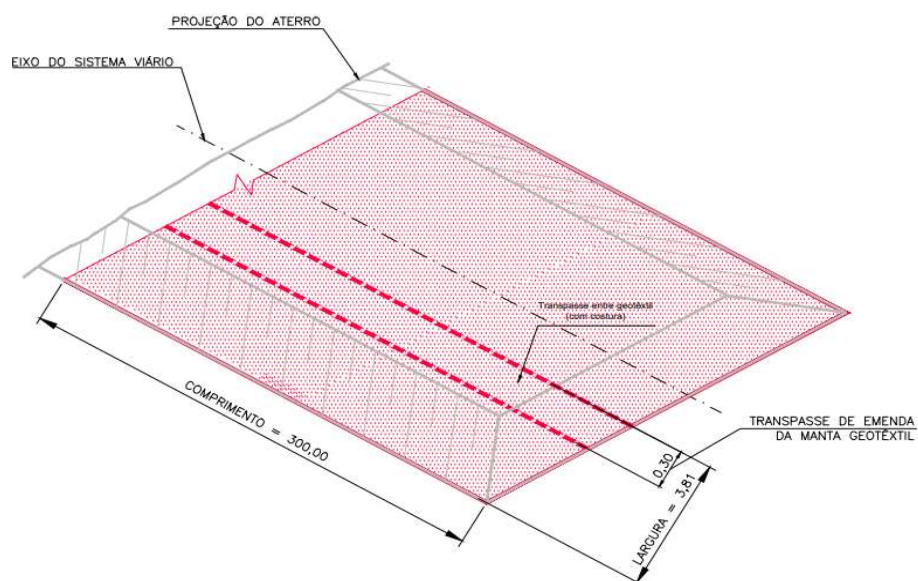 PROJEÇÃO DO ATERRO
EIXO DO SISTEMA VIÁRIO
Transpasse entre geotêxtil
(com costura)
COMPRIMENTO = 300,00
TRANSPASSE DE EMENDA
DA MANTA GEOTÊXTIL
0,30
LARGURA = 3,81